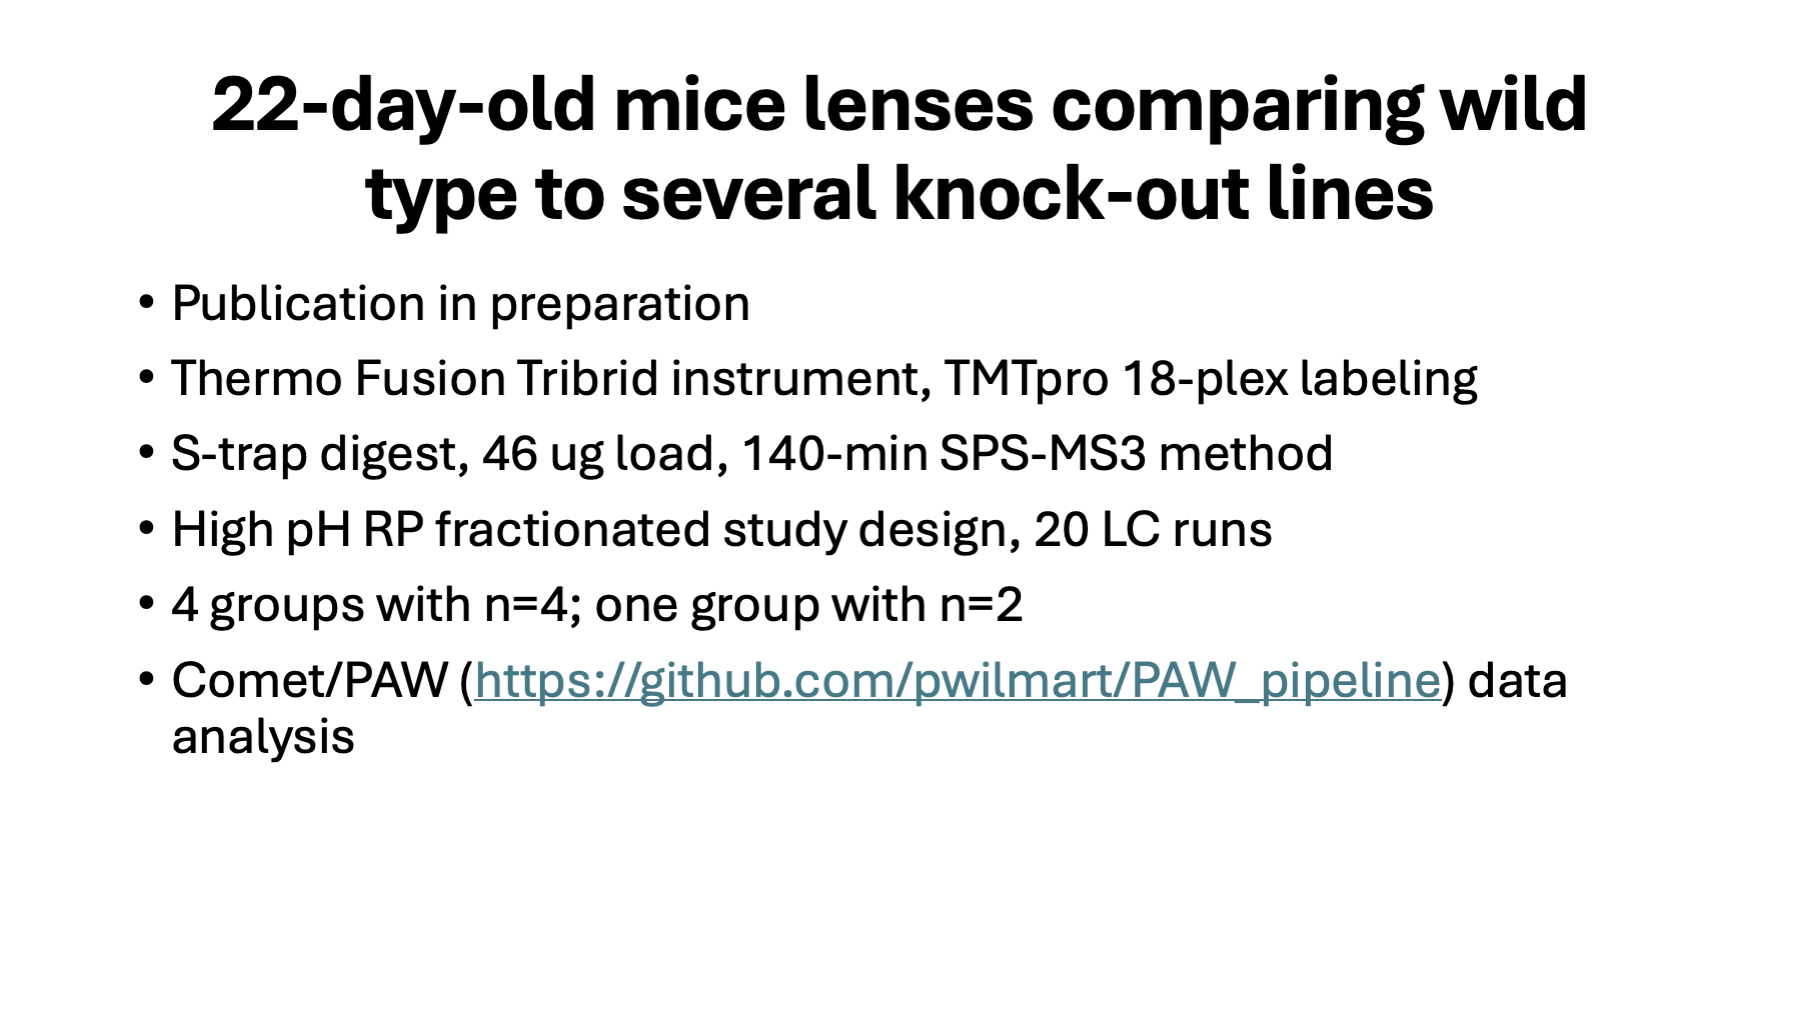 22-day-old mice lenses comparing wild
type to several knock-out lines
• Publication in preparation
• Thermo Fusion Tribrid instrument, TMTpro 18-plex labeling
• S-trap digest, 46 ug load, 140-min SPS-MS3 method
• High pH RP fractionated study design, 20 LC runs
• 4 groups with n=4; one group with n=2
• Comet/PAW (https://github.com/pwilmart/PAW_pipeline) data
analysis